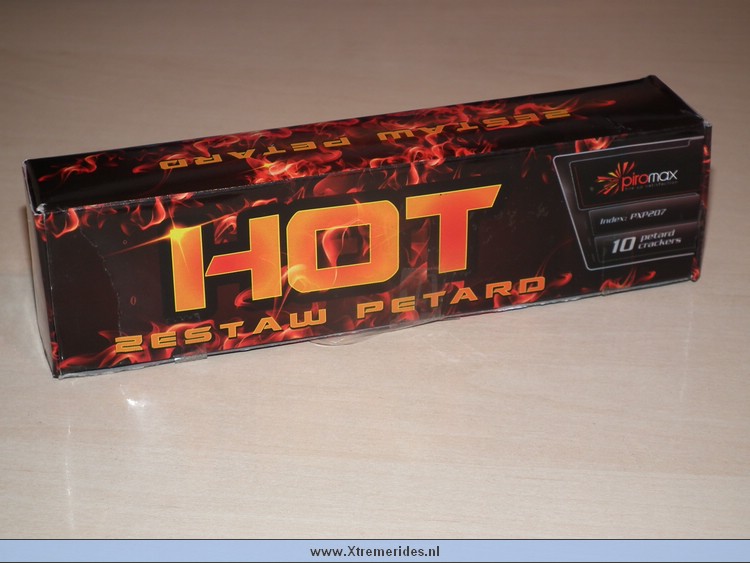 ZESTAW PETARD
HOT
ZESTAW PETARD
piromax
Index: PXP207
10 petard
crackers
www.Xtremerides.nl